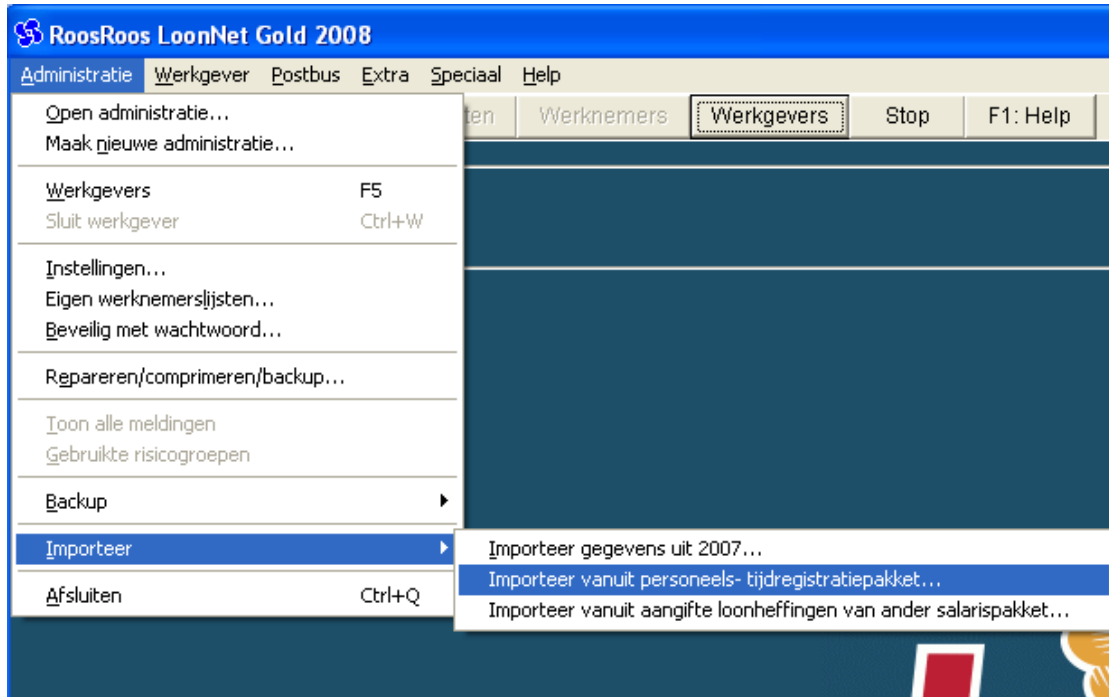 RoosRoos LoonNet Gold 2008
Administratie Werkgever Postbus Extra Speciaal Help
ten Werknemers Werkgevers Stop F1: Help
Open administratie...
Maak nieuwe administratie...
Werkgevers F5
Sluit werkgever Ctrl+W
Instellingen...
Eigen werknemerslijsten...
Beveilig met wachtwoord...
Repareren/comprimeren/backup...
Toon alle meldingen
Gebruikte risicogroepen
Backup
Importeer
Importeer gegevens uit 2007...
Importeer vanuit personeels- tijdregistratiepakket...
Importeer vanuit aangifte loonheffingen van ander salarispakket...
Afsluiten Ctrl+Q